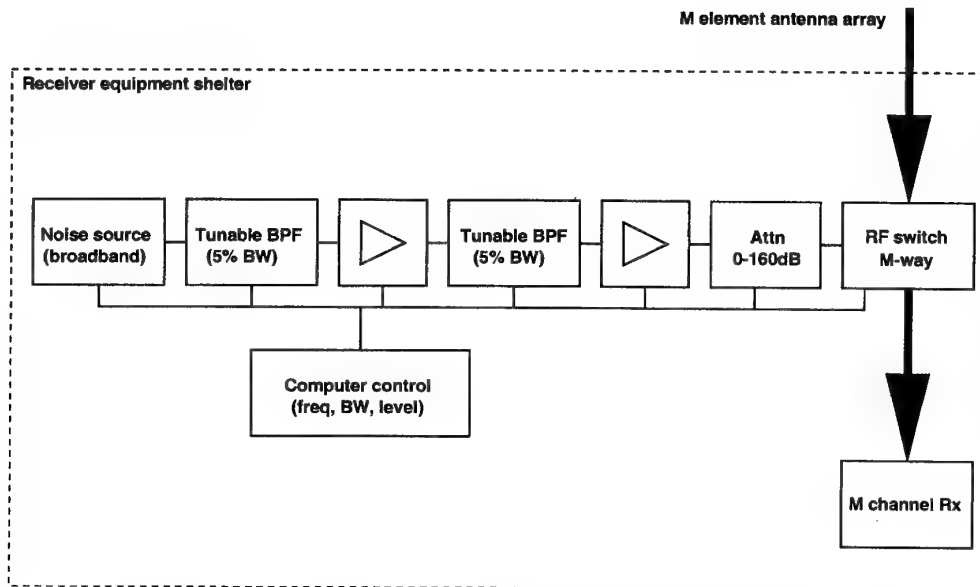 M element antenna array
Receiver equipment shelter
Noise source
(broadband)
Tunable BPF
(5% BW)
Tunable BPF
(5% BW)
Attn
0-160dB
RF switch
M-way
Computer control
(freq, BW, level)
M channel Rx